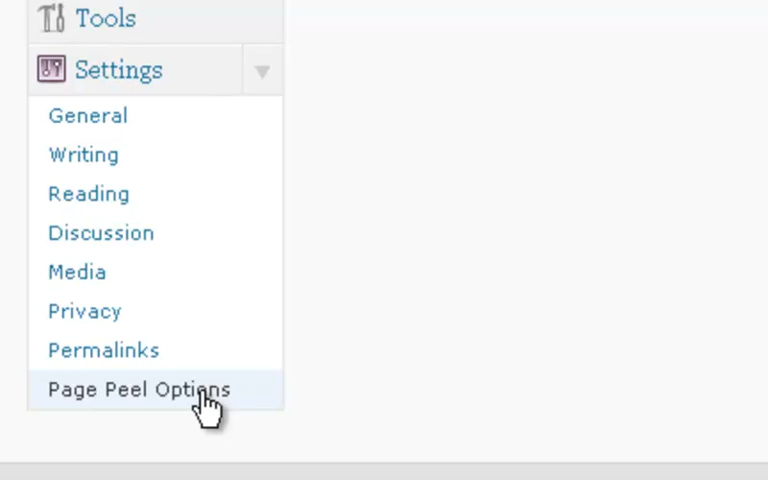 Tools
Settings
General
Writing
Reading
Discussion
Media
Privacy
Permalinks
Page Peel Options